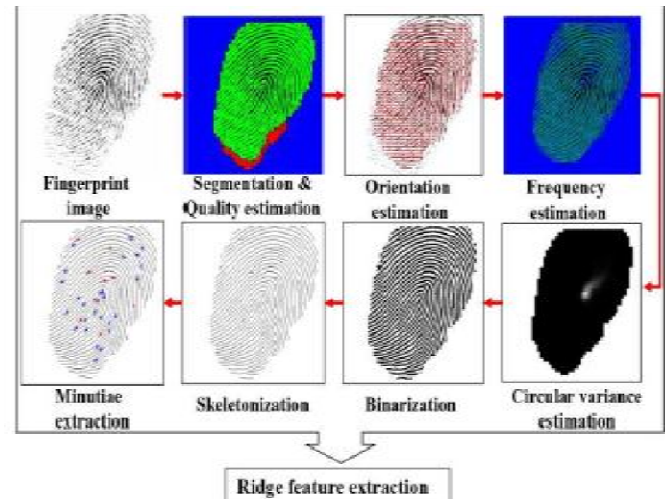 Fingerprint
image
Segmentation &
Quality estimation
Orientation
estimation
Frequency
estimation
Minutiae
extraction
Skeletonization
Binarization
Circular variance
estimation
Ridge feature extraction